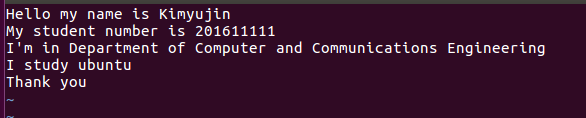 Hello my name is Kimyujin
My student number is 201611111
I'm in Department of Computer and Communications Engineering
I study ubuntu
Thank you
~
~